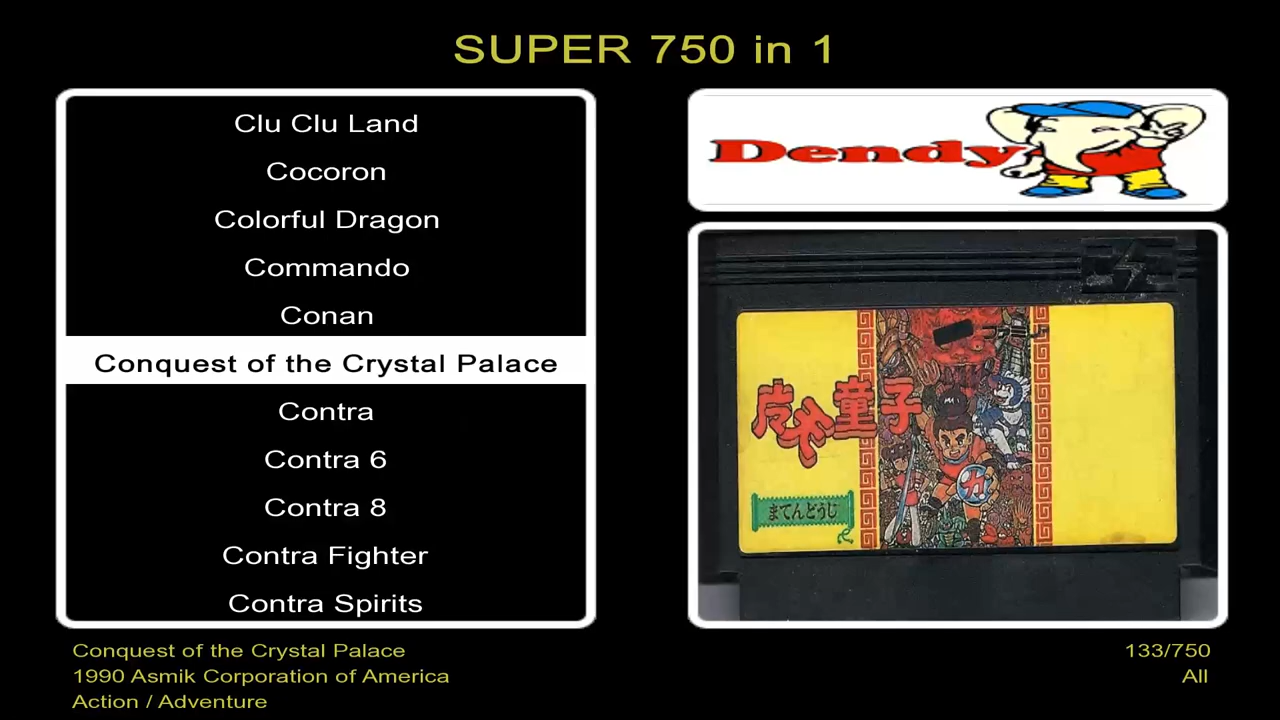 SUPER 750 in 1
Clu Clu Land
Cocoron
Colorful Dragon
Commando
Conan
Conquest of the Crystal Palace
Contra
Contra 6
Contra 8
Contra Fighter
Contra Spirits
Dendy
魔天童子
まてんどうじ
Conquest of the Crystal Palace
1990 Asmik Corporation of America
Action / Adventure
133/750
All